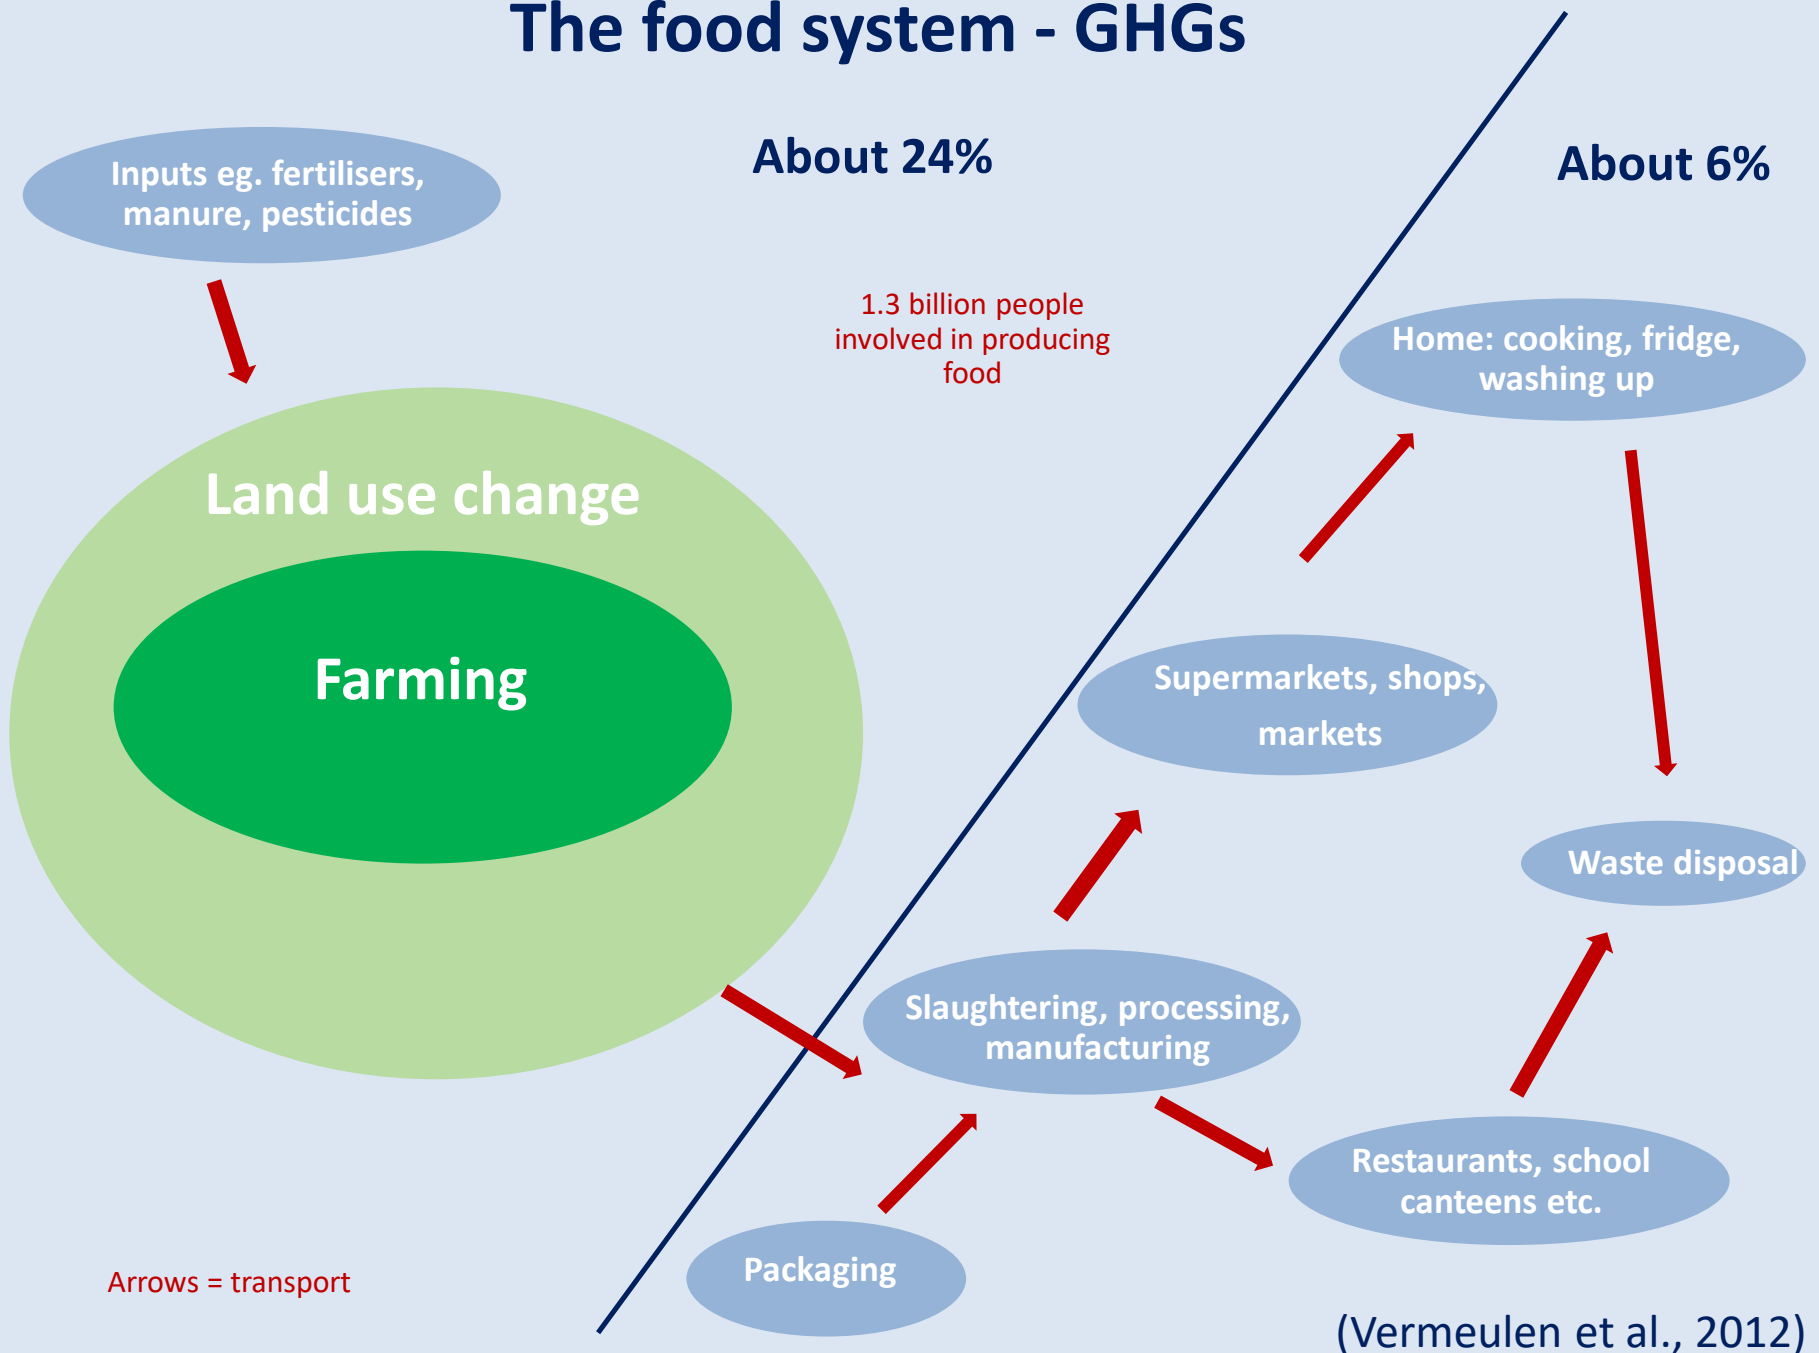 The food system - GHGs
About 24%
About 6%
Inputs eg. fertilisers,
manure, pesticides
1.3 billion people
involved in producing
food
Home: cooking, fridge,
washing up
Land use change
Farming
Supermarkets, shops,
markets
Waste disposal
Slaughtering, processing,
manufacturing
Restaurants, school
canteens etc.
Packaging
Arrows = transport
(Vermeulen et al., 2012)